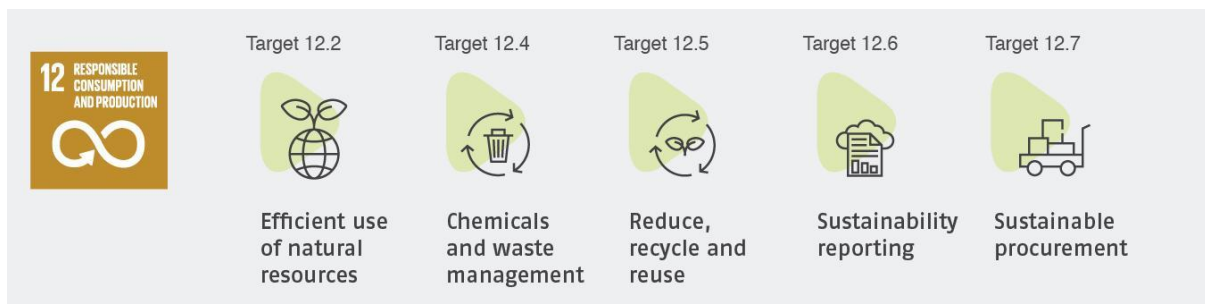 12 RESPONSIBLE
CONSUMPTION
AND PRODUCTION
Target 12.2
Efficient use
of natural
resources
Target 12.4
Chemicals
and waste
management
Target 12.5
Reduce,
recycle and
reuse
Target 12.6
Sustainability
reporting
Target 12.7
Sustainable
procurement